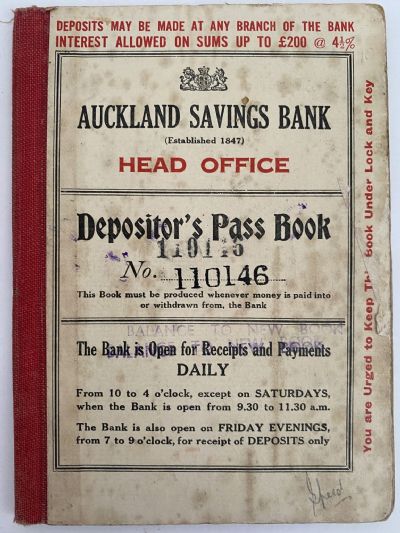 DEPOSITS MAY BE MADE AT ANY BRANCH OF THE BANK
INTEREST ALLOWED ON SUMS UP TO £200 @ 4½%
AUCKLAND SAVINGS BANK
(Established 1847)
HEAD OFFICE
Depositor's Pass Book
110146
No. 110146
This Book must be produced whenever money is paid into
or withdrawn from, the Bank
BALANCE TO NEW BOOK
BALANCE TO NEW BOOK
The Bank is Open for Receipts and Payments
DAILY
From 10 to 4 o'clock, except on SATURDAYS,
when the Bank is open from 9.30 to 11.30 a.m.
The Bank is also open on FRIDAY EVENINGS,
from 7 to 9 o'clock, for receipt of DEPOSITS only
You are Urged to Keep This Book Under Lock and Key